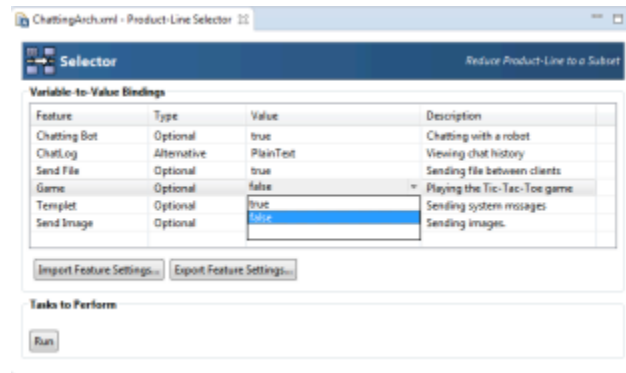 ChattingArch.xml - Product-Line Selector
Selector
Reduce Product-Line to a Subset
Variable-to-Value Bindings
Feature Type Value Description
Chatting Bot Optional true Chatting with a robot
ChatLog Alternative PlainText Viewing chat history
Send File Optional true Sending file between clients
Game Optional false Playing the Tic-Tac-Toe game
Templet Optional true Sending system mssages
Send Image Optional false Sending images.
Import Feature Settings... Export Feature Settings...
Tasks to Perform
Run